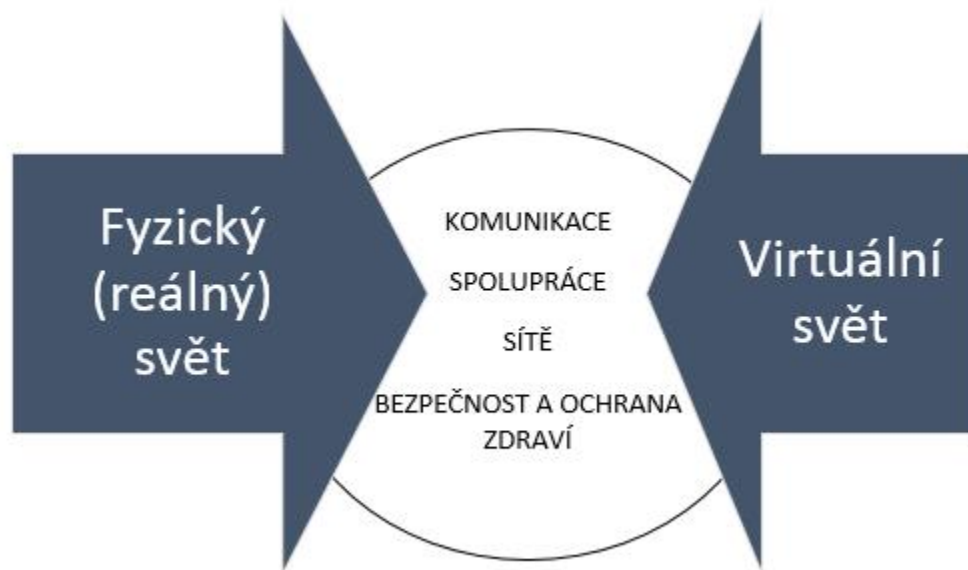 Fyzický
(reálný)
svět
KOMUNIKACE
SPOLUPRÁCE
SÍTĚ
BEZPEČNOST A OCHRANA
ZDRAVÍ
Virtuální
svět